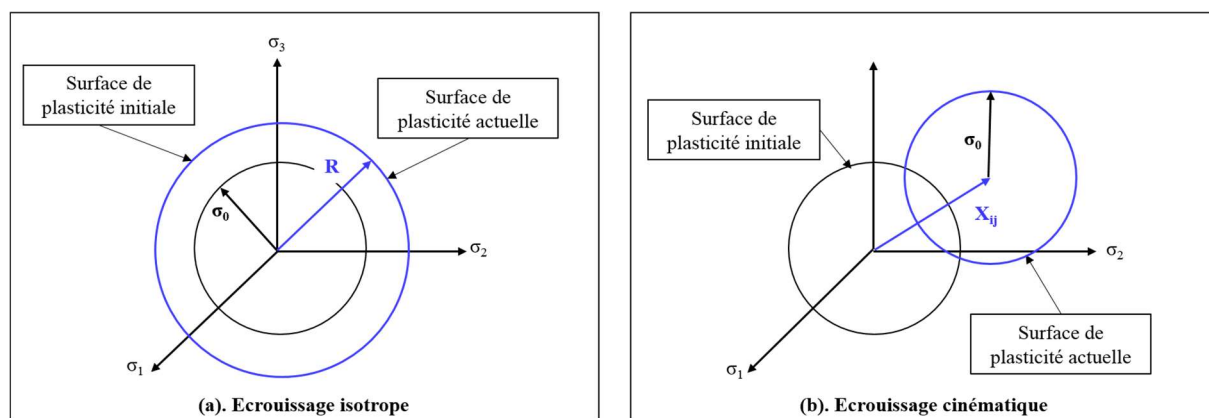 σ3
Surface de
plasticité initiale
Surface de
plasticité actuelle
R
σ0
σ2
σ1
(a). Ecrouissage isotrope
Surface de
plasticité initiale
σ0
Xij
σ2
Surface de
plasticité actuelle
σ1
(b). Ecrouissage cinématique